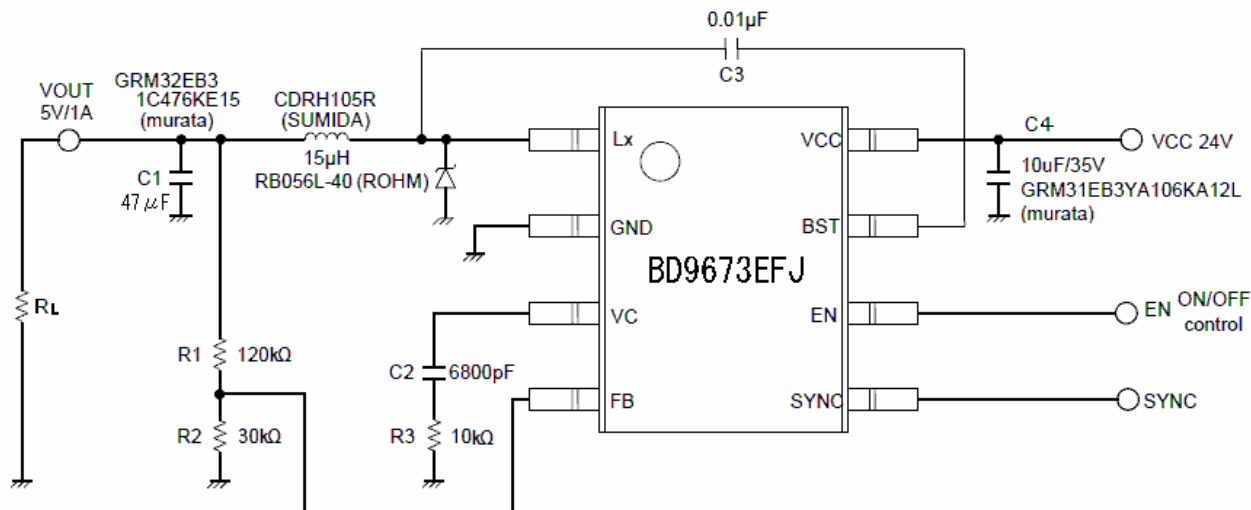 0.01µF
C3
GRM32EB3
1C476KE15
(murata)
VOUT
5V/1A
CDRH105R
(SUMIDA)
15µH
RB056L-40 (ROHM)
C1
47μF
Lx
VCC
C4
VCC 24V
10uF/35V
GRM31EB3YA106KA12L
(murata)
GND
BST
BD9673EFJ
RL
VC
EN
EN ON/OFF
control
R1 120kΩ
C2 6800pF
FB
SYNC
SYNC
R2 30kΩ
R3 10kΩ